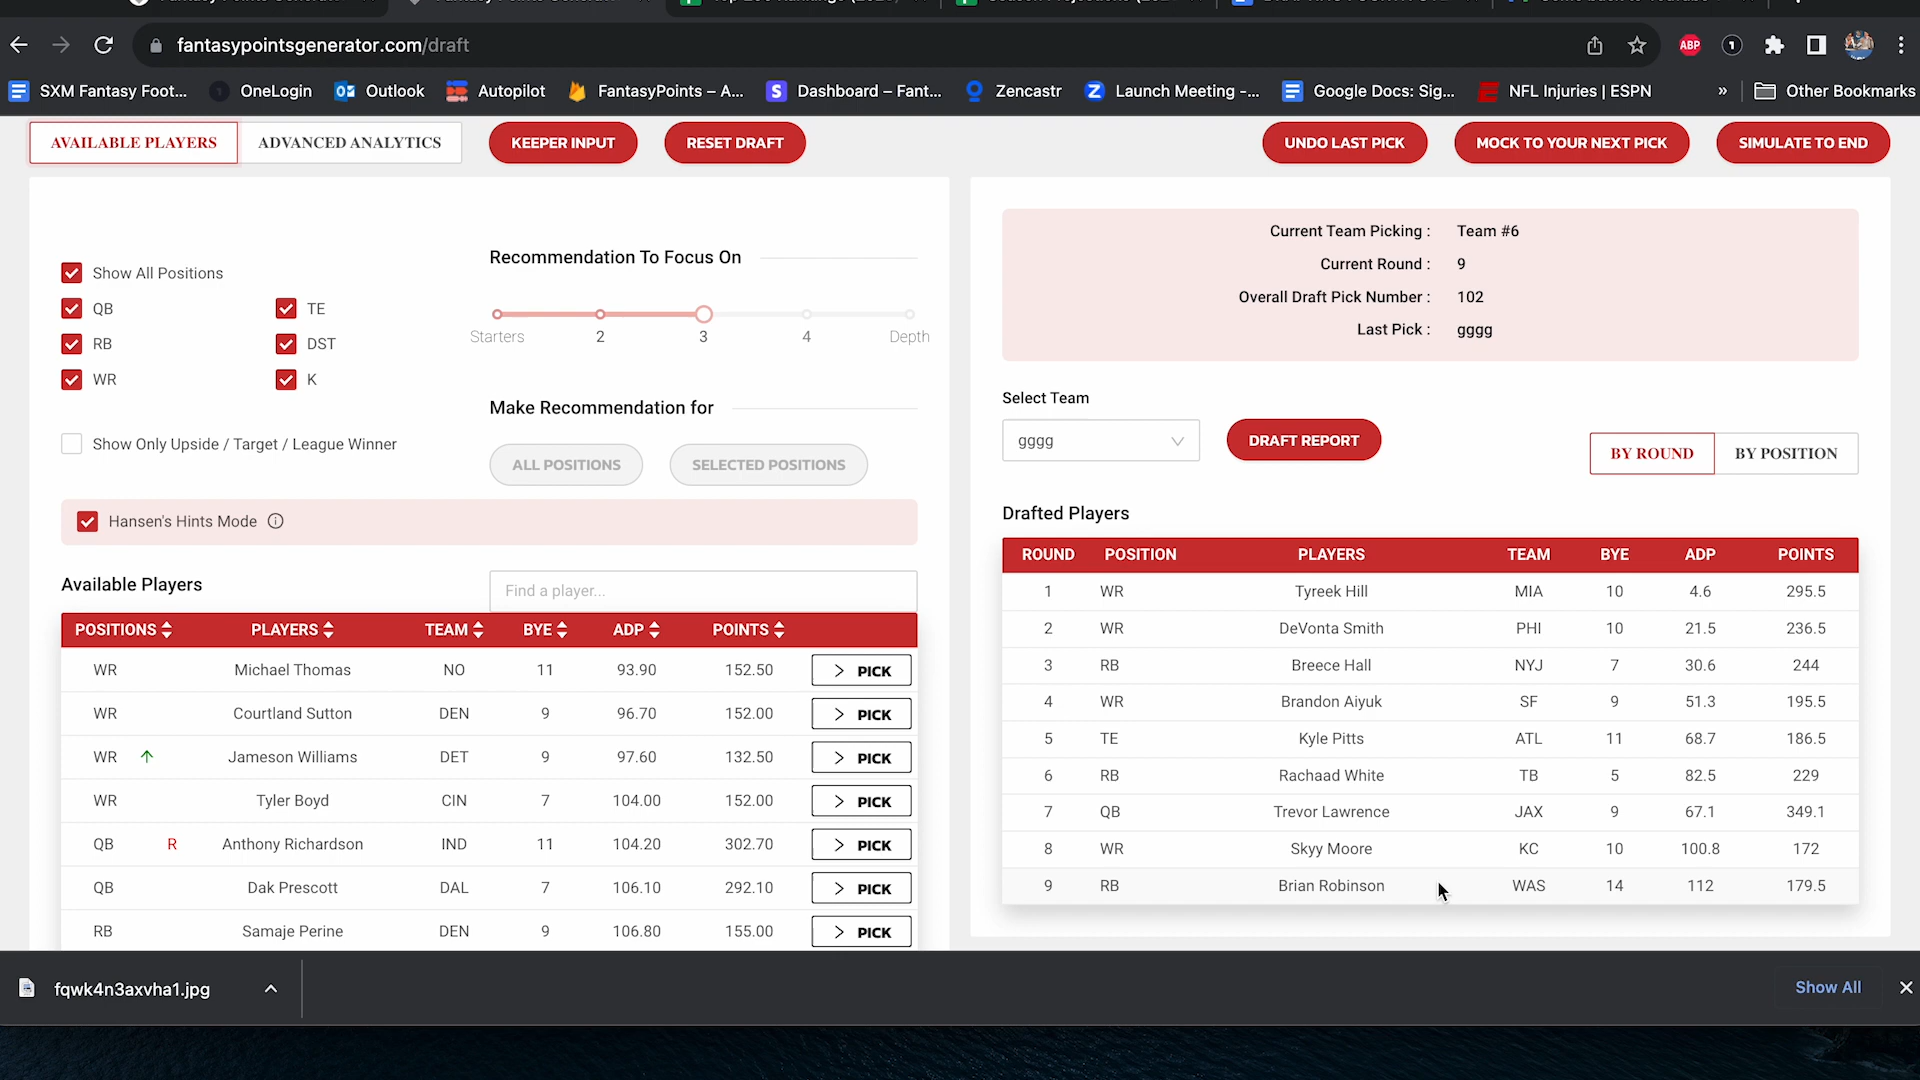 fantasypointsgenerator.com/draft
ABP
1
SXM Fantasy Foot...
OneLogin
Outlook
Autopilot
FantasyPoints – A...
Dashboard – Fant...
Zencastr
Launch Meeting -...
Google Docs: Sig...
NFL Injuries | ESPN
»
Other Bookmarks
AVAILABLE PLAYERS
ADVANCED ANALYTICS
KEEPER INPUT
RESET DRAFT
UNDO LAST PICK
MOCK TO YOUR NEXT PICK
SIMULATE TO END
Show All Positions
QB
TE
RB
DST
WR
K
Show Only Upside / Target / League Winner
Recommendation To Focus On
Starters 2 3 4 Depth
Make Recommendation for
ALL POSITIONS
SELECTED POSITIONS
Hansen's Hints Mode
Available Players
Find a player...
POSITIONS PLAYERS TEAM BYE ADP POINTS
WR Michael Thomas NO 11 93.90 152.50 > PICK
WR Courtland Sutton DEN 9 96.70 152.00 > PICK
WR ↑ Jameson Williams DET 9 97.60 132.50 > PICK
WR Tyler Boyd CIN 7 104.00 152.00 > PICK
QB R Anthony Richardson IND 11 104.20 302.70 > PICK
QB Dak Prescott DAL 7 106.10 292.10 > PICK
RB Samaje Perine DEN 9 106.80 155.00 > PICK
Current Team Picking : Team #6
Current Round : 9
Overall Draft Pick Number : 102
Last Pick : gggg
Select Team
gggg
DRAFT REPORT
BY ROUND
BY POSITION
Drafted Players
ROUND POSITION PLAYERS TEAM BYE ADP POINTS
1 WR Tyreek Hill MIA 10 4.6 295.5
2 WR DeVonta Smith PHI 10 21.5 236.5
3 RB Breece Hall NYJ 7 30.6 244
4 WR Brandon Aiyuk SF 9 51.3 195.5
5 TE Kyle Pitts ATL 11 68.7 186.5
6 RB Rachaad White TB 5 82.5 229
7 QB Trevor Lawrence JAX 9 67.1 349.1
8 WR Skyy Moore KC 10 100.8 172
9 RB Brian Robinson WAS 14 112 179.5
fqwk4n3axvha1.jpg
Show All